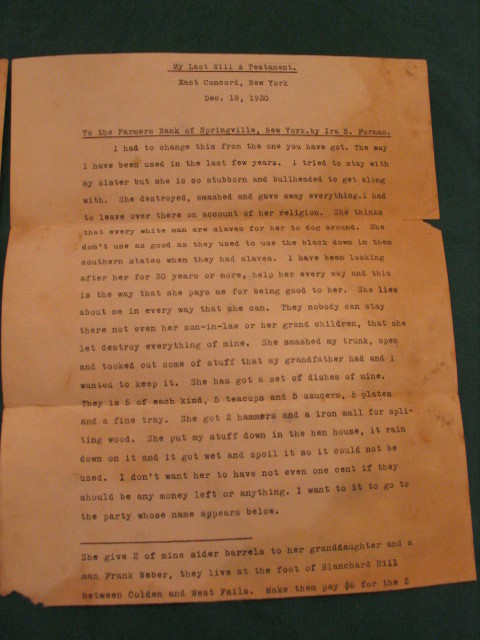 My Last Will & Testament.
East Concord, New York
Dec. 18, 1930
To the Farmers Bank of Springville, New York.by Ira N. Furman.
I had to change this from the one you have got. The way
I have been used in the last few years. I tried to stay with
my sister but she is so stubborn and bullheaded to get along
with. She destroyed, smashed and gave away everything.I had
to leave over there on account of her religion. She thinks
that every white man are slaves for her to dog around. She
don't use as good as they used to use the black down in them
southern states when they had slaves. I have been looking
after her for 20 years or more, help her every way and this
is the way that she pays me for being good to her. She lies
about me in every way that she can. They nobody can stay
there not even her son-in-law or her grand children, that she
let destroy everything of mine. She smashed my trunk, open
and tooked out some of stuff that my grandfather had and I
wanted to keep it. She has got a set of dishes of mine.
They is 5 of each kind, 5 teacups and 5 saucers, 5 plates
and a fine tray. She got 2 hammers and a iron mall for spli-
ting wood. She put my stuff down in the hen house, it rain
down on it and it got wet and spoil it so it could not be
used. I don't want her to have not even one cent if they
should be any money left or anything. I want to it to go to
the party whose name appears below.
She give 2 of mine sider barrels to her granddaughter and a
man Frank Weber, they live at the foot of Blanchard Hill
between Colden and West Falls. Make them pay $6 for the 2